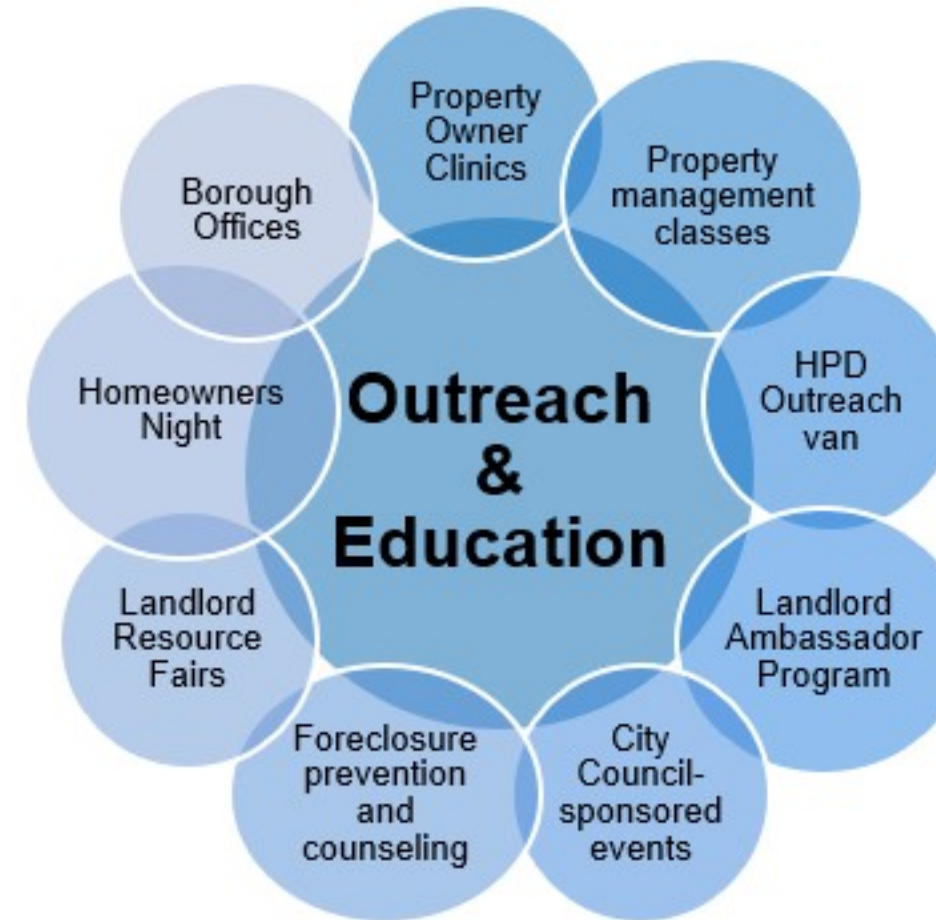 Property
Owner
Clinics
Property
management
classes
HPD
Outreach
van
Landlord
Ambassador
Program
City
Council-
sponsored
events
Foreclosure
prevention
and
counseling
Landlord
Resource
Fairs
Homeowners
Night
Borough
Offices
Outreach
&
Education